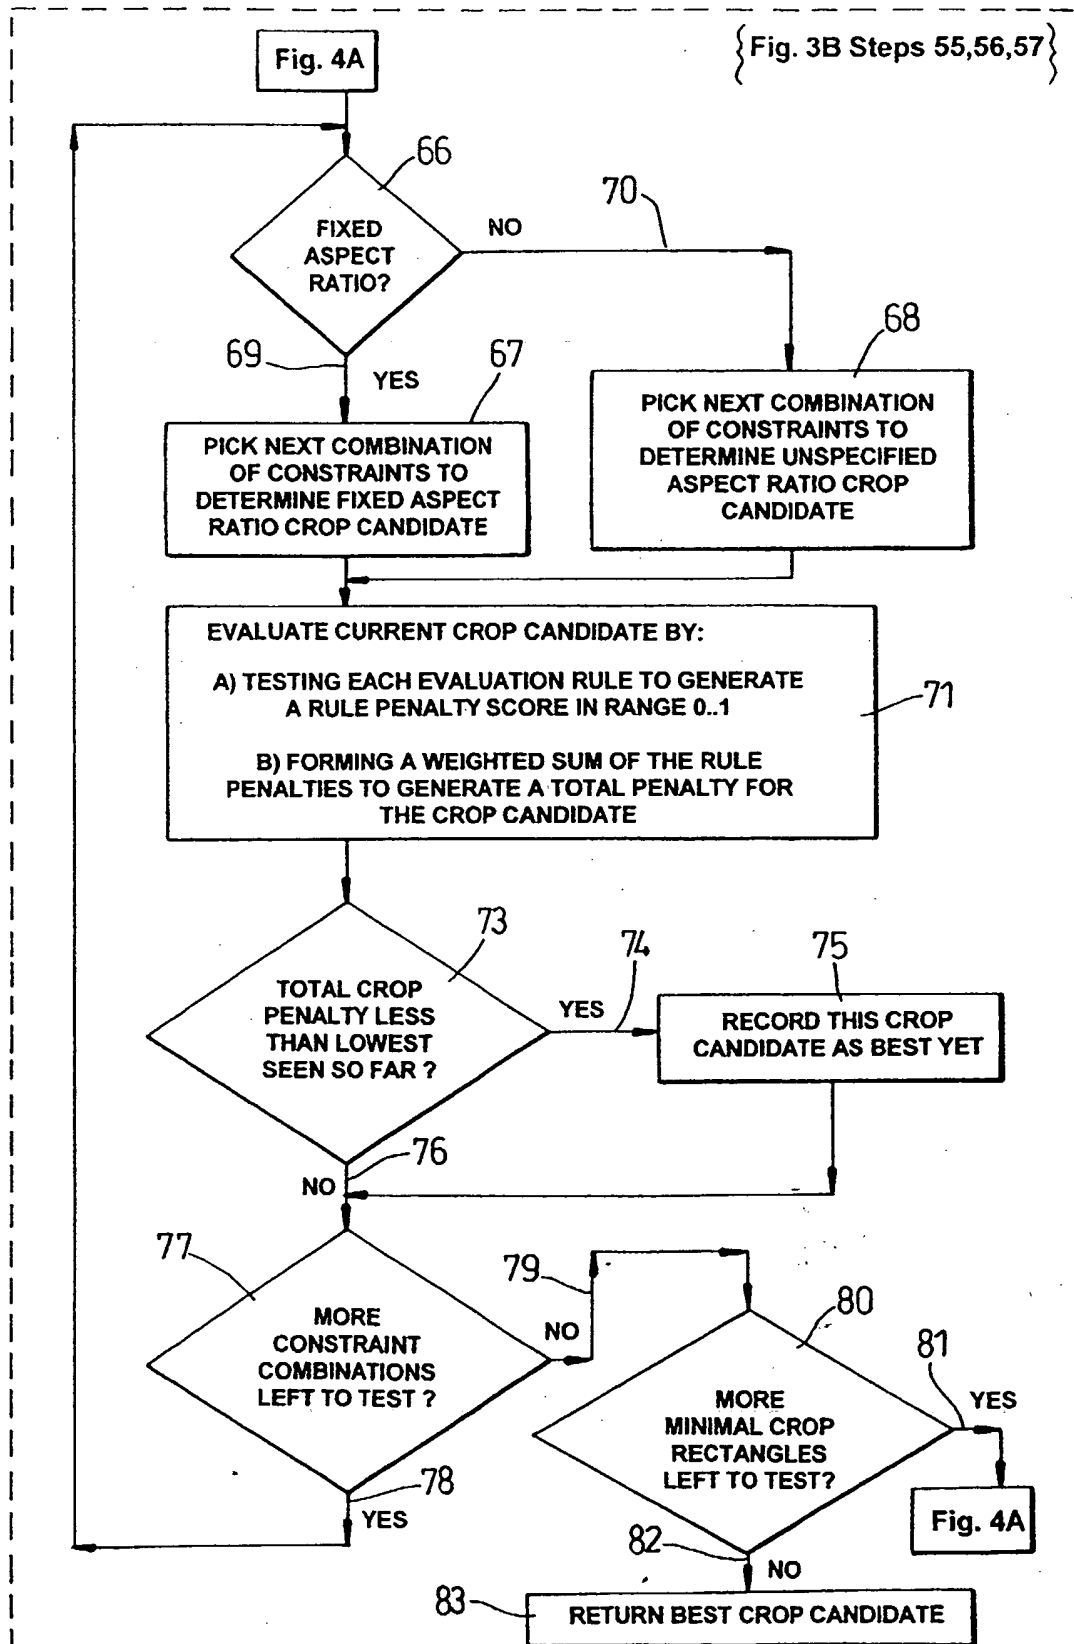 Fig. 4A
{Fig. 3B Steps 55,56,57}
66
FIXED
ASPECT
RATIO?
NO
70
69
YES
67
68
PICK NEXT COMBINATION
OF CONSTRAINTS TO
DETERMINE FIXED ASPECT
RATIO CROP CANDIDATE
PICK NEXT COMBINATION
OF CONSTRAINTS TO
DETERMINE UNSPECIFIED
ASPECT RATIO CROP
CANDIDATE
EVALUATE CURRENT CROP CANDIDATE BY:
A) TESTING EACH EVALUATION RULE TO GENERATE
A RULE PENALTY SCORE IN RANGE 0..1
B) FORMING A WEIGHTED SUM OF THE RULE
PENALTIES TO GENERATE A TOTAL PENALTY FOR
THE CROP CANDIDATE
71
73
TOTAL CROP
PENALTY LESS
THAN LOWEST
SEEN SO FAR ?
YES
74
75
RECORD THIS CROP
CANDIDATE AS BEST YET
76
NO
77
MORE
CONSTRAINT
COMBINATIONS
LEFT TO TEST ?
NO
79
78
YES
80
MORE
MINIMAL CROP
RECTANGLES
LEFT TO TEST?
81
YES
Fig. 4A
82
NO
83
RETURN BEST CROP CANDIDATE